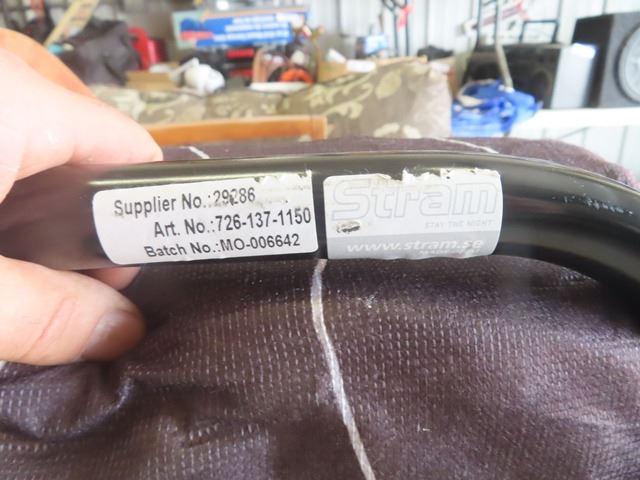 Supplier No.:29286
Art. No.:726-137-1150
Batch No.:MO-006642
Stram
STAY THE NIGHT
www.stram.se